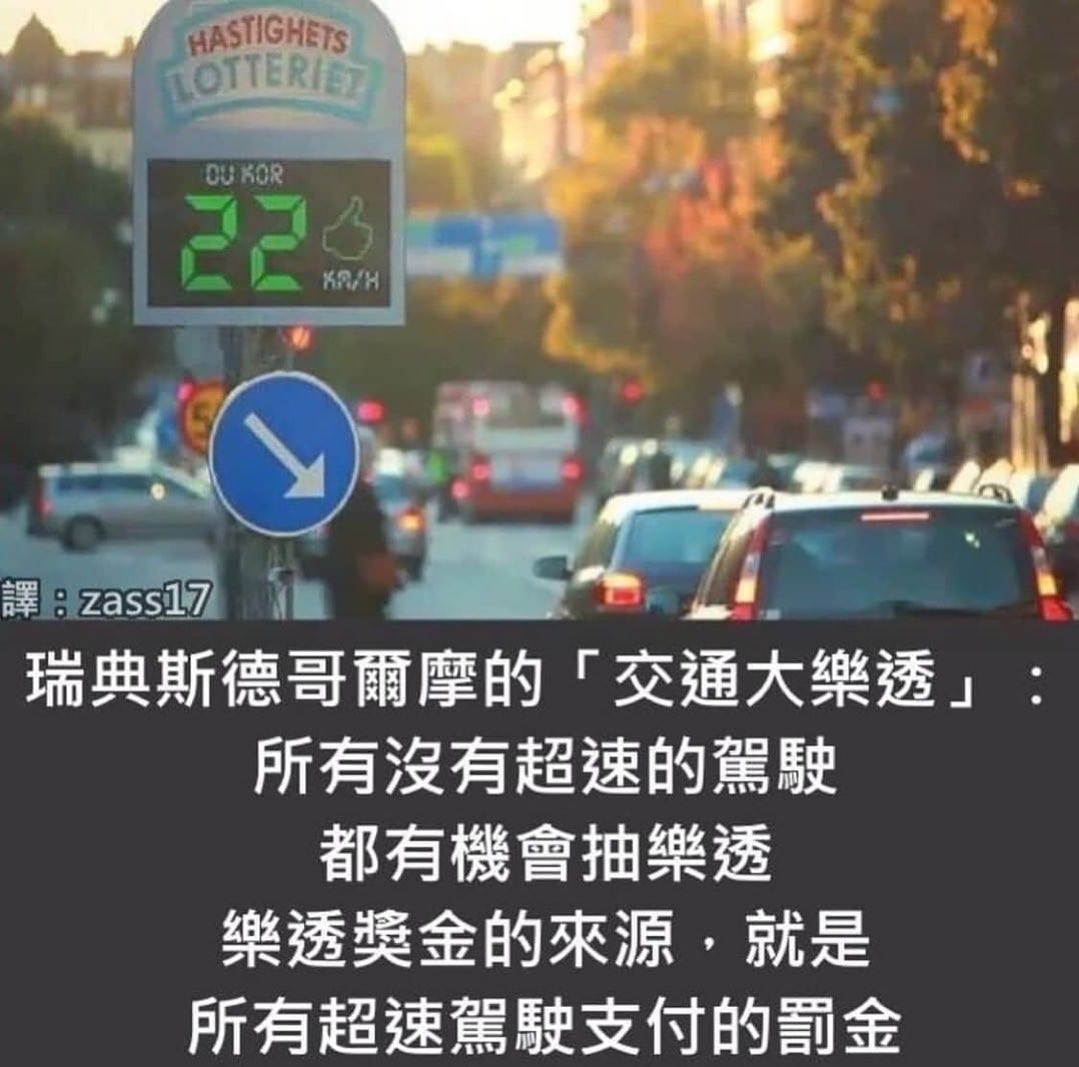 HASTIGHETS
LOTTERIET
DU KÖR
22
KM/H
譯：zass17
瑞典斯德哥爾摩的「交通大樂透」：
所有沒有超速的駕駛
都有機會抽樂透
樂透獎金的來源，就是
所有超速駕駛支付的罰金